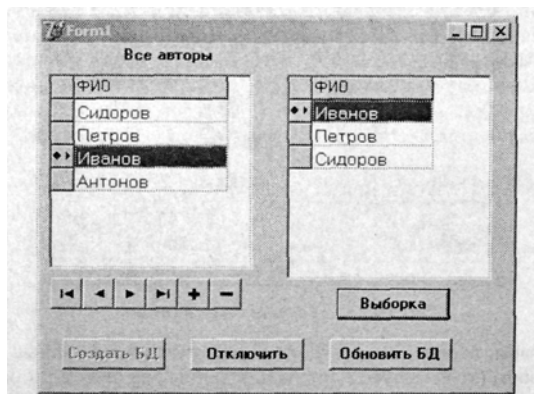 Form1
Все авторы
ФИО
Сидоров
Петров
Иванов
Антонов
ФИО
Иванов
Петров
Сидоров
Выборка
Создать БД
Отключить
Обновить БД